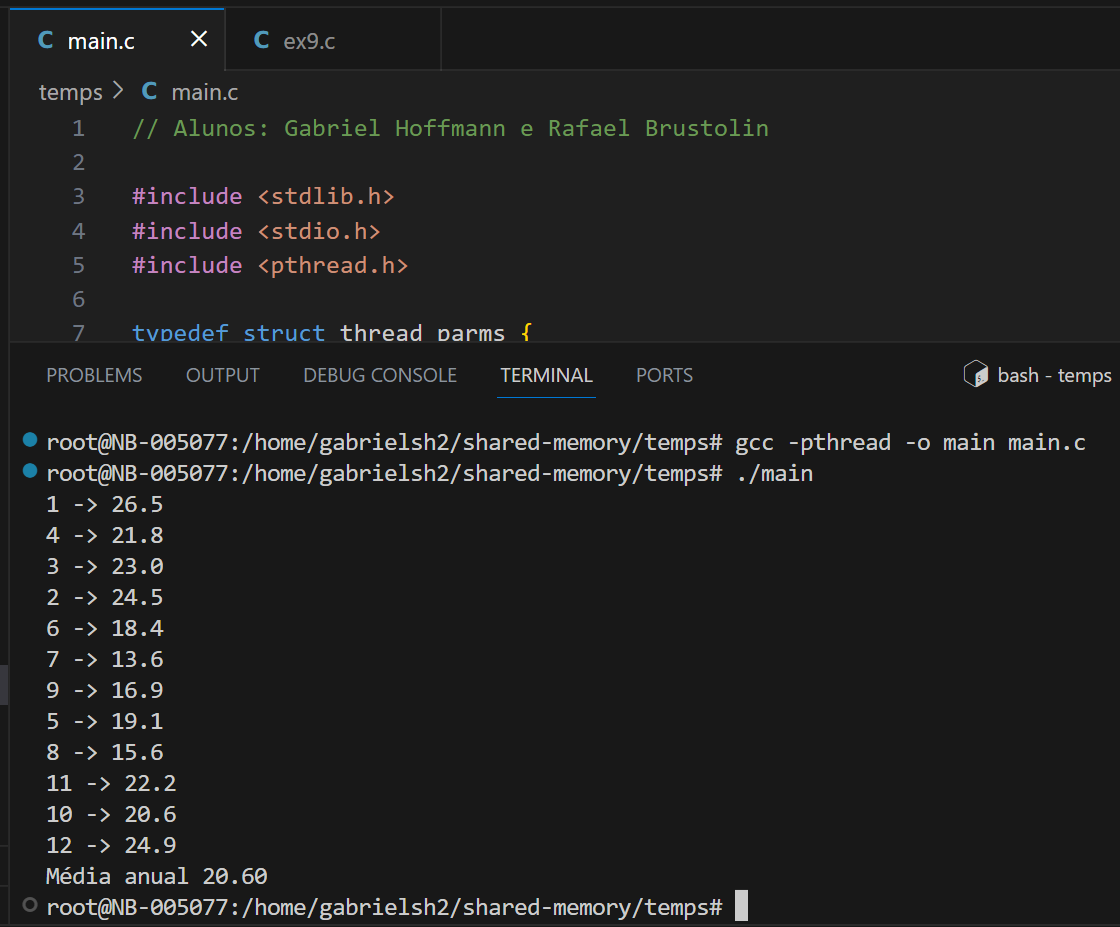 C main.c × C ex9.c
temps > C main.c
1 // Alunos: Gabriel Hoffmann e Rafael Brustolin
2
3 #include <stdlib.h>
4 #include <stdio.h>
5 #include <pthread.h>
6
7 typedef struct thread_parms {
PROBLEMS OUTPUT DEBUG CONSOLE TERMINAL PORTS bash - temps
root@NB-005077:/home/gabrielsh2/shared-memory/temps# gcc -pthread -o main main.c
root@NB-005077:/home/gabrielsh2/shared-memory/temps# ./main
1 -> 26.5
4 -> 21.8
3 -> 23.0
2 -> 24.5
6 -> 18.4
7 -> 13.6
9 -> 16.9
5 -> 19.1
8 -> 15.6
11 -> 22.2
10 -> 20.6
12 -> 24.9
Média anual 20.60
root@NB-005077:/home/gabrielsh2/shared-memory/temps#